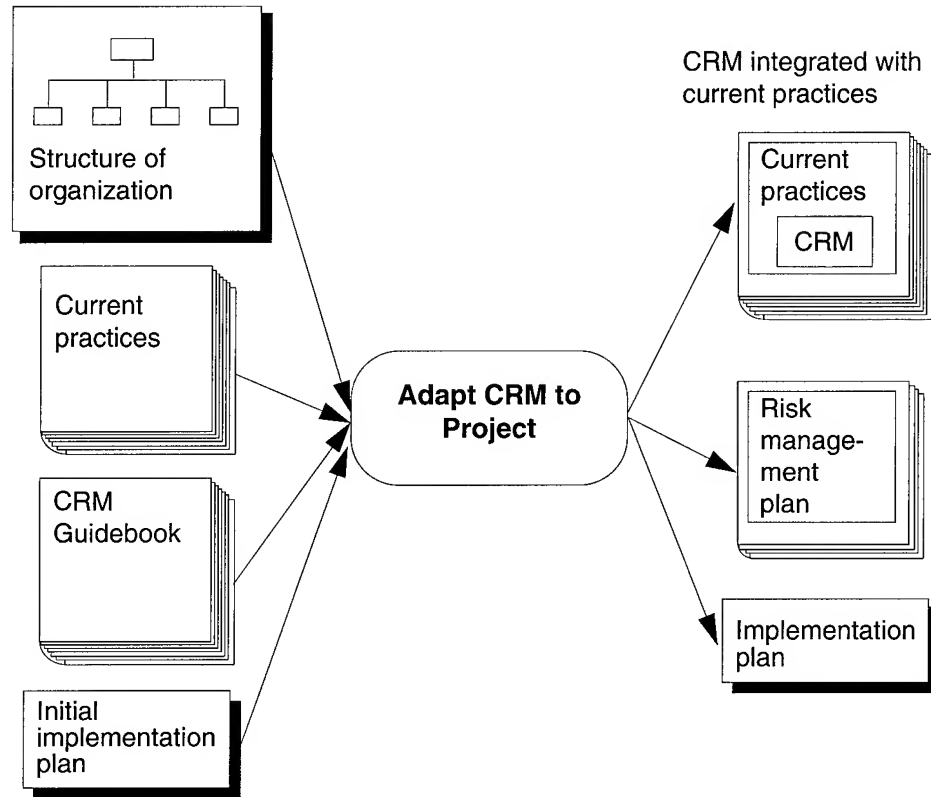 Structure of
organization
Current
practices
CRM
Guidebook
Initial
implementation
plan
Adapt CRM to
Project
CRM integrated with
current practices
Current
practices
CRM
Risk
manage-
ment
plan
Implementation
plan